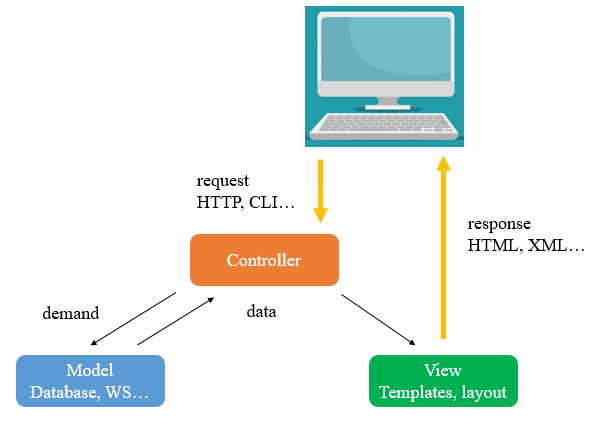 request
HTTP, CLI…
response
HTML, XML…
Controller
demand
data
Model
Database, WS…
View
Templates, layout